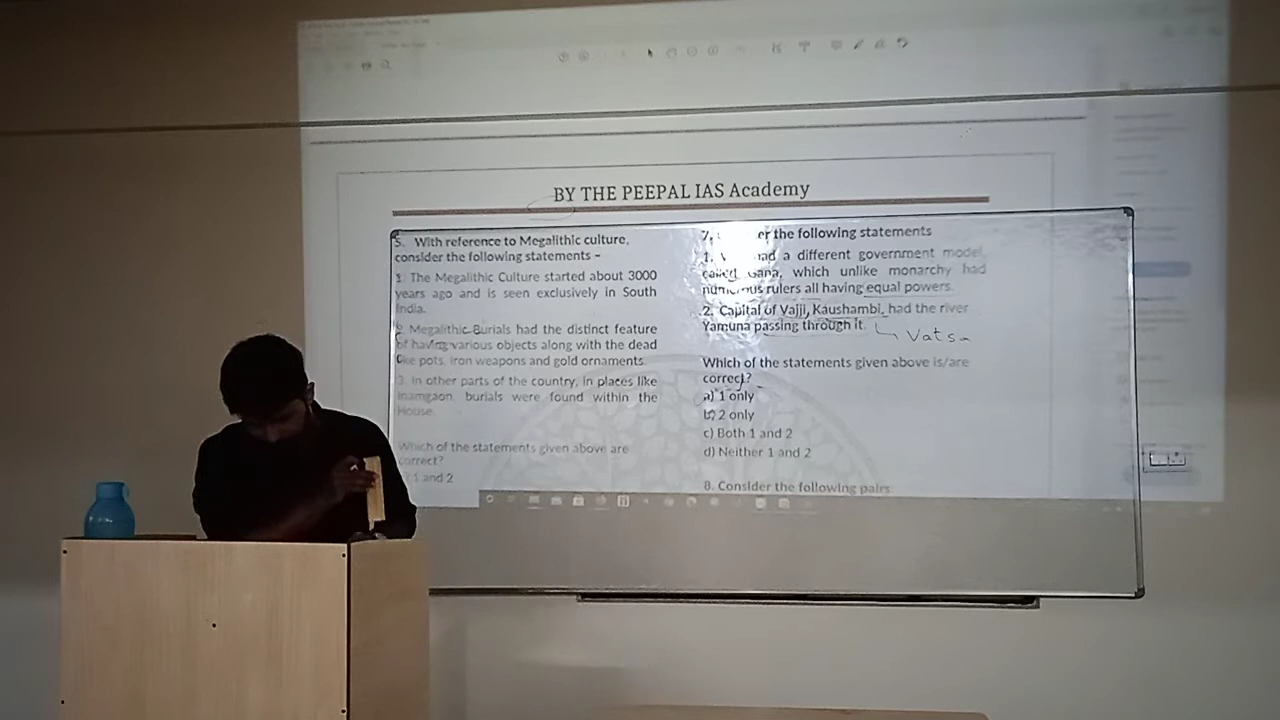 BY THE PEEPAL IAS Academy
5. With reference to Megalithic culture,
consider the following statements –
1. The Megalithic Culture started about 3000
years ago and is seen exclusively in South
India.
2. Megalithic Burials had the distinct feature
of having various objects along with the dead
like pots, iron weapons and gold ornaments.
3. In other parts of the country, in places like
Inamgaon, burials were found within the
House.
Which of the statements given above are
correct?
1 and 2
7. er the following statements
1. had a different government model,
called Gana, which unlike monarchy had
numerous rulers all having equal powers.
2. Capital of Vajji, Kaushambi, had the river
Yamuna passing through it.
Vatsa
Which of the statements given above is/are
correct?
a) 1 only
b) 2 only
c) Both 1 and 2
d) Neither 1 and 2
8. Consider the following pairs